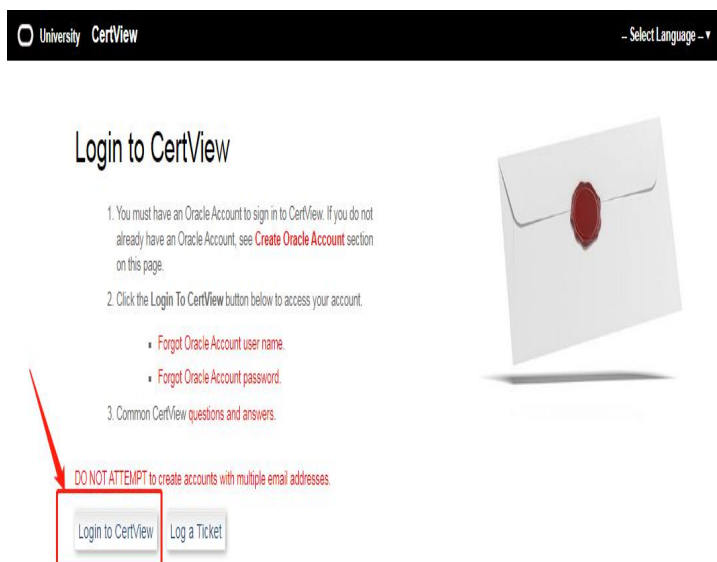 University CertView
-- Select Language -- ▾
Login to CertView
1. You must have an Oracle Account to sign in to CertView. If you do not
already have an Oracle Account, see Create Oracle Account section
on this page.
2. Click the Login To CertView button below to access your account.
▪ Forgot Oracle Account user name.
▪ Forgot Oracle Account password.
3. Common CertView questions and answers.
DO NOT ATTEMPT to create accounts with multiple email addresses.
Login to CertView
Log a Ticket